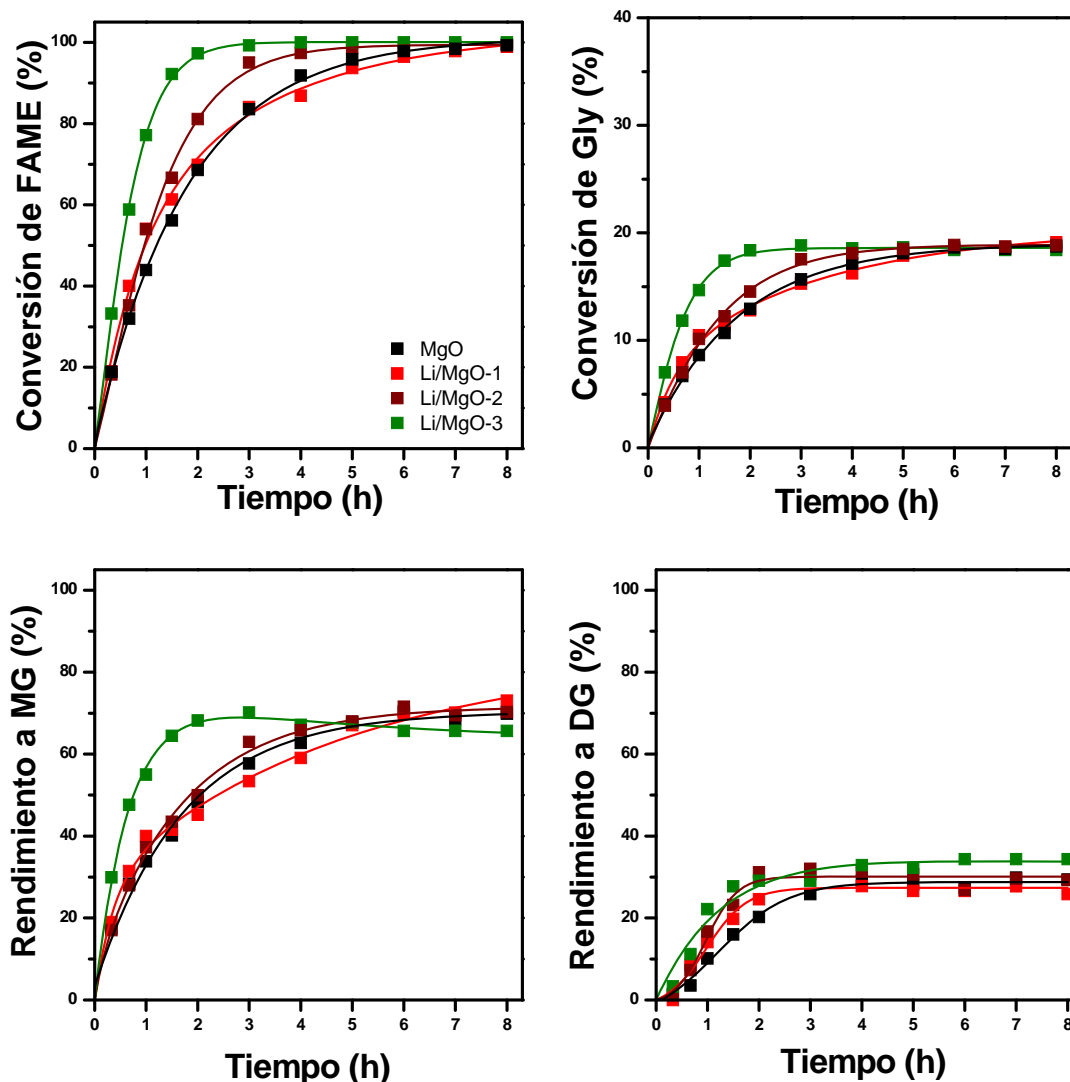 Conversión de FAME (%)
100
80
60
40
20
0
0 1 2 3 4 5 6 7 8
Tiempo (h)
MgO
Li/MgO-1
Li/MgO-2
Li/MgO-3
Conversión de Gly (%)
40
30
20
10
0
0 1 2 3 4 5 6 7 8
Tiempo (h)
Rendimiento a MG (%)
100
80
60
40
20
0
0 1 2 3 4 5 6 7 8
Tiempo (h)
Rendimiento a DG (%)
100
80
60
40
20
0
0 1 2 3 4 5 6 7 8
Tiempo (h)